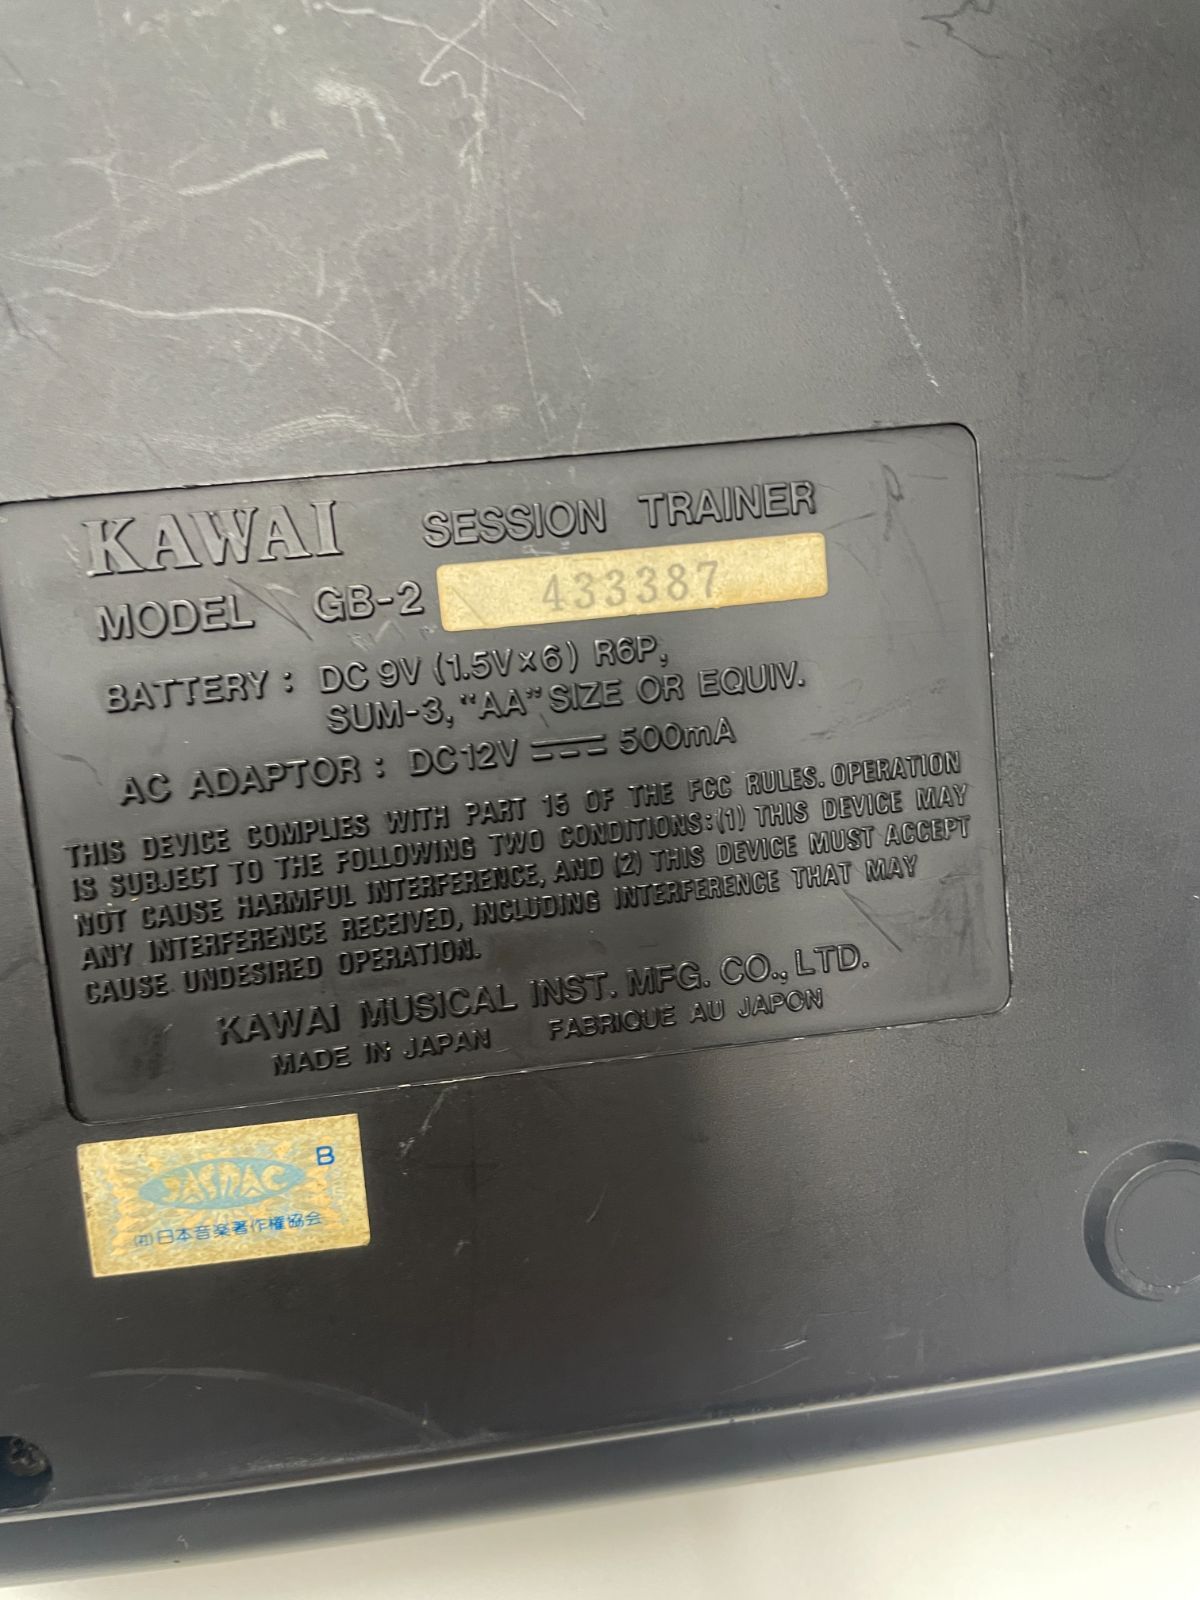 KAWAI SESSION TRAINER
MODEL GB-2 433387
BATTERY : DC 9V (1.5V×6) R6P,
SUM-3, "AA" SIZE OR EQUIV.
AC ADAPTOR : DC12V ⎓ 500mA
THIS DEVICE COMPLIES WITH PART 15 OF THE FCC RULES. OPERATION
IS SUBJECT TO THE FOLLOWING TWO CONDITIONS:(1) THIS DEVICE MAY
NOT CAUSE HARMFUL INTERFERENCE, AND (2) THIS DEVICE MUST ACCEPT
ANY INTERFERENCE RECEIVED, INCLUDING INTERFERENCE THAT MAY
CAUSE UNDESIRED OPERATION.
KAWAI MUSICAL INST. MFG. CO., LTD.
MADE IN JAPAN FABRIQUE AU JAPON
B
JASRAC
(社)日本音楽著作権協会